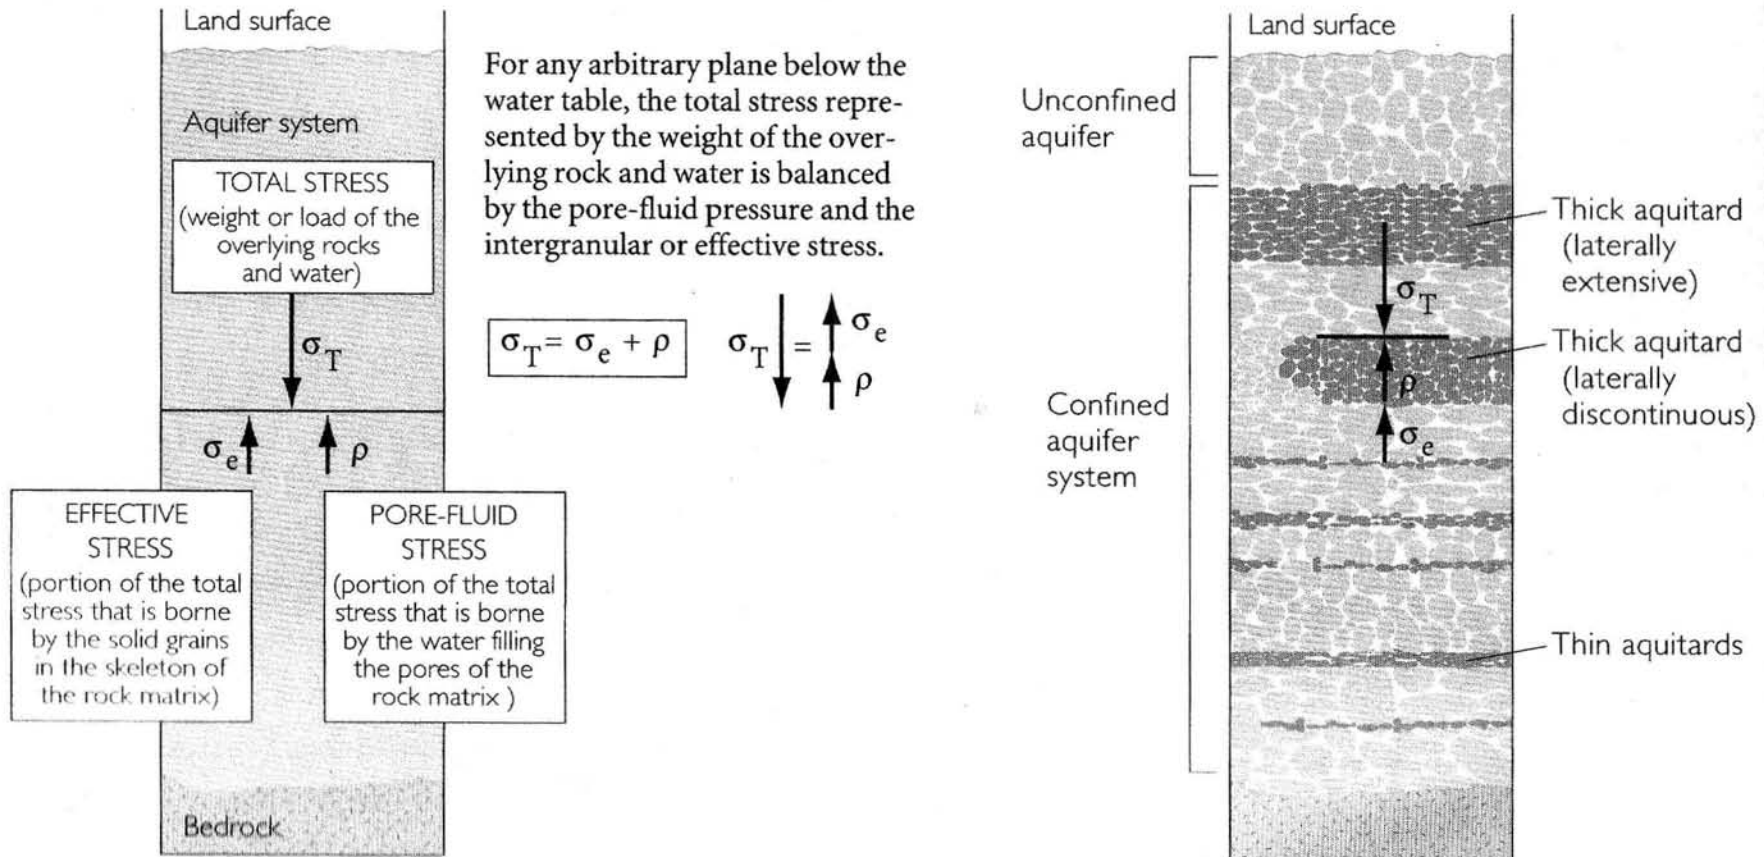 Land surface
Aquifer system
TOTAL STRESS
(weight or load of the
overlying rocks
and water)
σT
σe
ρ
EFFECTIVE
STRESS
(portion of the total
stress that is borne
by the solid grains
in the skeleton of
the rock matrix)
PORE-FLUID
STRESS
(portion of the total
stress that is borne
by the water filling
the pores of the
rock matrix )
Bedrock
For any arbitrary plane below the
water table, the total stress repre-
sented by the weight of the over-
lying rock and water is balanced
by the pore-fluid pressure and the
intergranular or effective stress.
σT = σe + ρ
σT = σe
ρ
Land surface
Unconfined
aquifer
Confined
aquifer
system
σT
ρ
σe
Thick aquitard
(laterally
extensive)
Thick aquitard
(laterally
discontinuous)
Thin aquitards